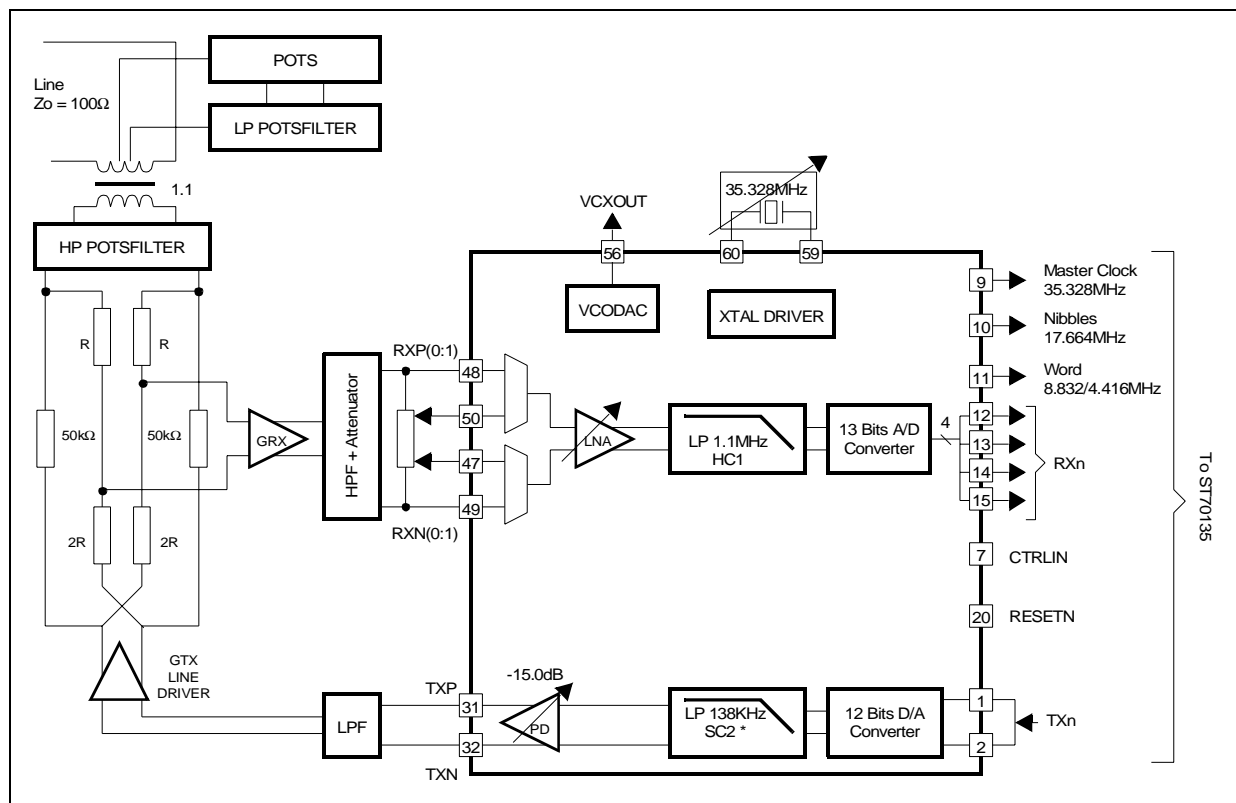 POTS
Line
Zo = 100Ω
LP POTSFILTER
1.1
HP POTSFILTER
35.328MHz
VCXOUT
56
60
59
VCODAC
XTAL DRIVER
9
Master Clock
35.328MHz
10
Nibbles
17.664MHz
11
Word
8.832/4.416MHz
R
R
50kΩ
50kΩ
2R
2R
GRX
HPF + Attenuator
RXP(0:1)
48
50
47
49
RXN(0:1)
LNA
LP 1.1MHz
HC1
13 Bits A/D
Converter
4
12
13
14
15
RXn
To ST70135
7
CTRLIN
20
RESETN
GTX
LINE
DRIVER
LPF
TXP
31
32
TXN
-15.0dB
PD
LP 138KHz
SC2 *
12 Bits D/A
Converter
1
2
TXn